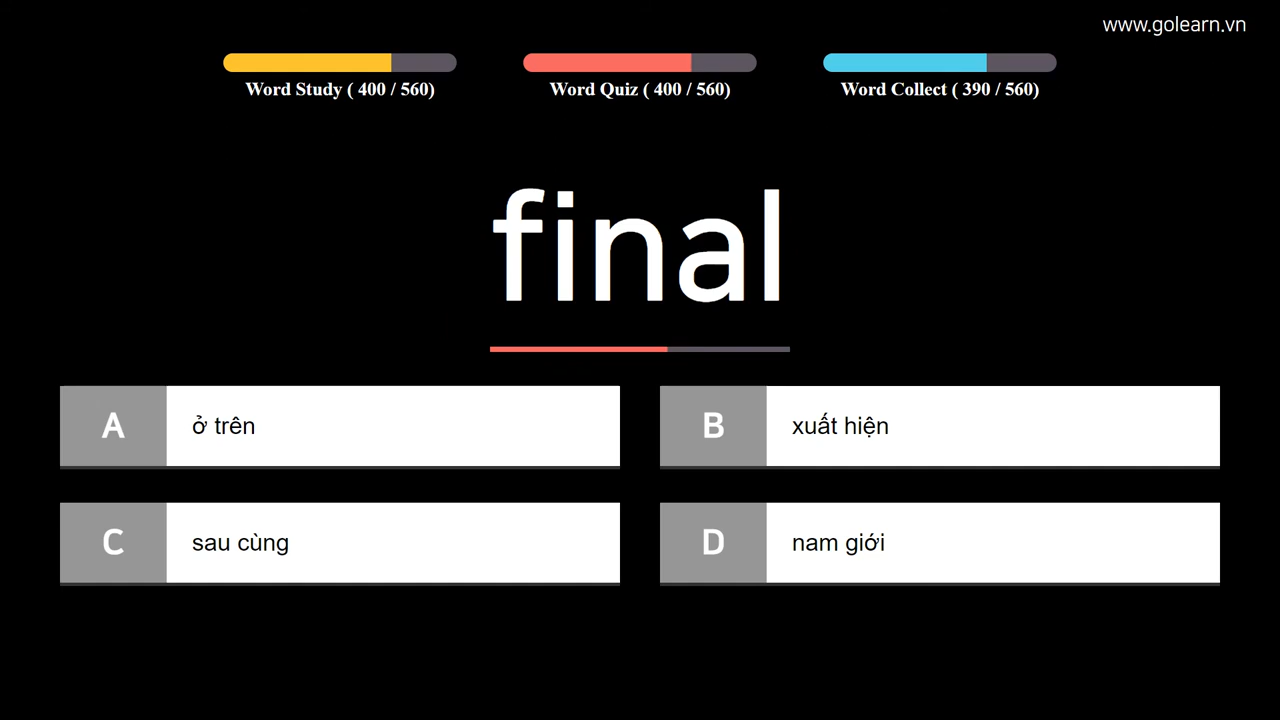 www.golearn.vn
Word Study ( 400 / 560)
Word Quiz ( 400 / 560)
Word Collect ( 390 / 560)
final
A ở trên
B xuất hiện
C sau cùng
D nam giới